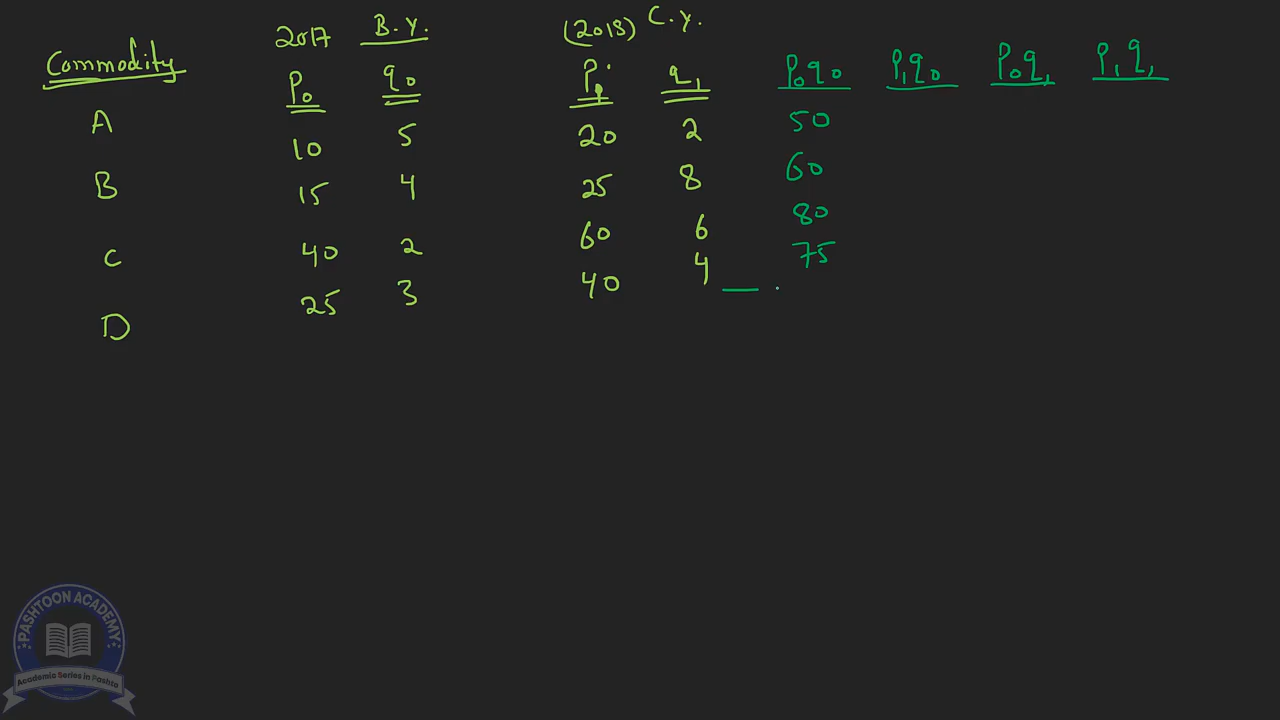 2017 B.Y. (2018) C.Y.
Commodity P₀ q₀ P₁ q₁ P₀q₀ P₁q₀ P₀q₁ P₁q₁
A 10 5 20 2 50
B 15 4 25 8 60
C 40 2 60 6 80
D 25 3 40 4 75
PASHTOON ACADEMY
Academic Series in Pashto